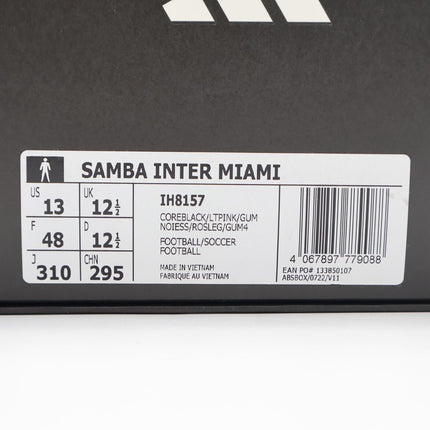 SAMBA INTER MIAMI
US 13 UK 12½
F 48 D 12½
J 310 CHN 295
IH8157
COREBLACK/LTPINK/GUM
NOIESS/ROSLEG/GUM4
FOOTBALL/SOCCER
FOOTBALL
MADE IN VIETNAM
FABRIQUE AU VIETNAM
4 067897 779088
EAN PO# 133850107
ABSBOX/0722/V11